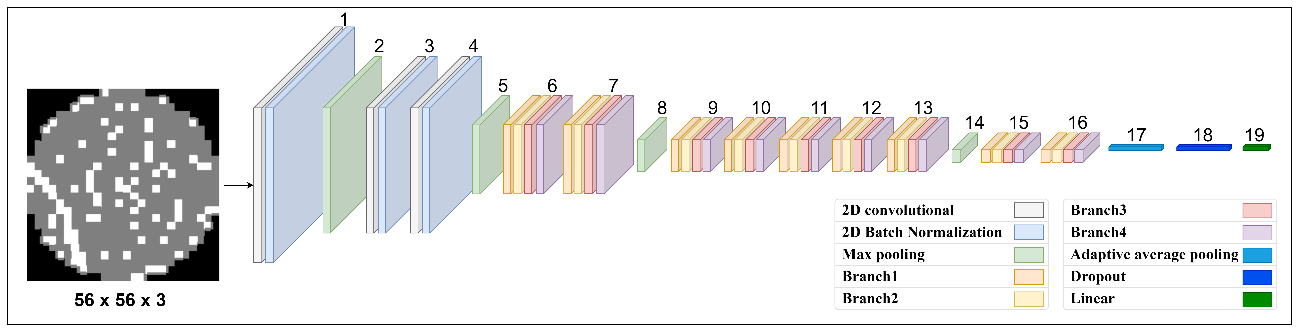 1
2
3
4
5
6
7
8
9
10
11
12
13
14
15
16
17
18
19
56 x 56 x 3
2D convolutional
2D Batch Normalization
Max pooling
Branch1
Branch2
Branch3
Branch4
Adaptive average pooling
Dropout
Linear